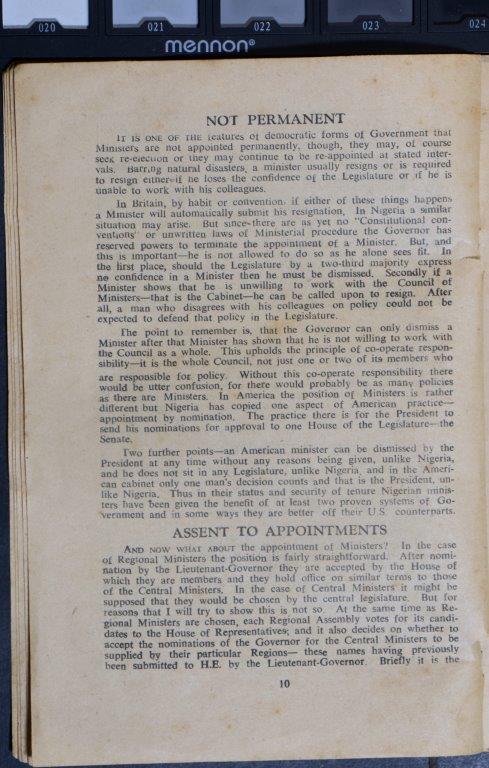 020
021
022
023
024
mennon®
NOT PERMANENT
IT IS ONE OF THE features of democratic forms of Government that
Ministers are not appointed permanently, though, they may, of course
seek re-election or they may continue to be re-appointed at stated inter-
vals. Barring natural disasters, a minister usually resigns or is required
to resign either if he loses the confidence of the Legislature or if he is
unable to work with his colleagues.
In Britain, by habit or convention, if either of these things happens
a Minister will automatically submit his resignation. In Nigeria a similar
situation may arise. But since there are as yet no "Constitutional con-
ventions" or unwritten laws of Ministerial procedure the Governor has
reserved powers to terminate the appointment of a Minister. But, and
this is important—he is not allowed to do so as he alone sees fit. In
the first place, should the Legislature by a two-third majority express
no confidence in a Minister then he must be dismissed. Secondly if a
Minister shows that he is unwilling to work with the Council of
Ministers—that is the Cabinet—he can be called upon to resign. After
all, a man who disagrees with his colleagues on policy could not be
expected to defend that policy in the Legislature.
The point to remember is, that the Governor can only dismiss a
Minister after that Minister has shown that he is not willing to work with
the Council as a whole. This upholds the principle of co-operate respon-
sibility—it is the whole Council, not just one or two of its members who
are responsible for policy. Without this co-operate responsibility there
would be utter confusion, for there would probably be as many policies
as there are Ministers. In America the position of Ministers is rather
different but Nigeria has copied one aspect of American practice—
appointment by nomination. The practice there is for the President to
send his nominations for approval to one House of the Legislature—the
Senate.
Two further points—an American minister can be dismissed by the
President at any time without any reasons being given, unlike Nigeria,
and he does not sit in any Legislature, unlike Nigeria, and in the Ameri-
can cabinet only one man's decision counts and that is the President, un-
like Nigeria. Thus in their status and security of tenure Nigerian minis-
ters have been given the benefit of at least two proven systems of Go-
vernment and in some ways they are better off their U.S. counterparts.
ASSENT TO APPOINTMENTS
AND NOW WHAT ABOUT the appointment of Ministers? In the case
of Regional Ministers the position is fairly straightforward. After nomi-
nation by the Lieutenant-Governor they are accepted by the House of
which they are members and they hold office on similar terms to those
of the Central Ministers. In the case of Central Ministers it might be
supposed that they would be chosen by the central legislature. But for
reasons that I will try to show this is not so. At the same time as Re-
gional Ministers are chosen, each Regional Assembly votes for its candi-
dates to the House of Representatives; and it also decides on whether to
accept the nominations of the Governor for the Central Ministers to be
supplied by their particular Regions— these names having previously
been submitted to H.E. by the Lieutenant-Governor. Briefly it is the
10